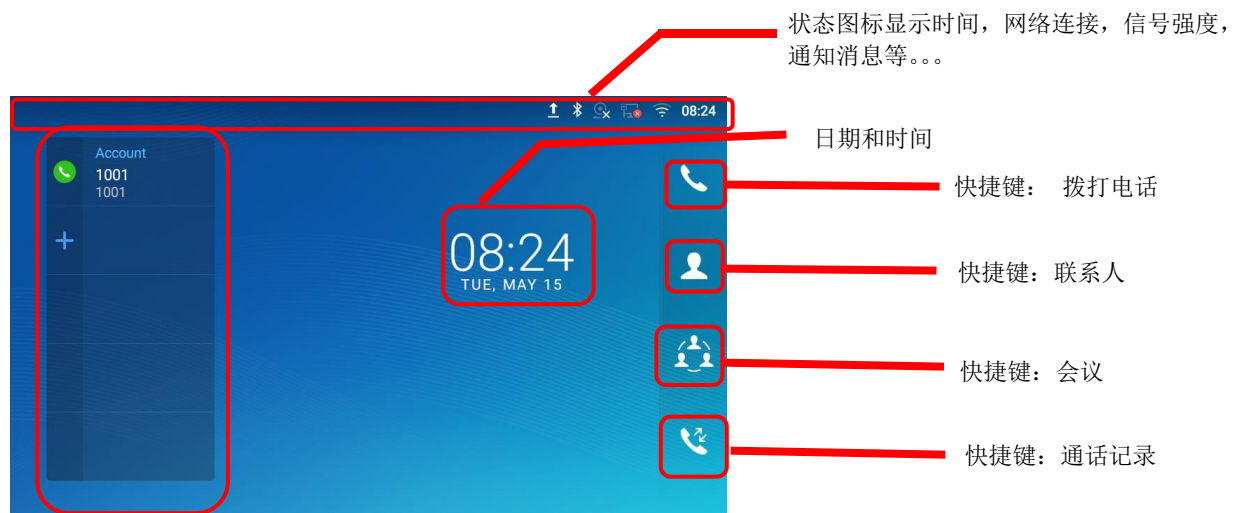 状态图标显示时间，网络连接，信号强度，
通知消息等。。。
08:24
日期和时间
Account
1001
1001
快捷键： 拨打电话
08:24
TUE, MAY 15
快捷键：联系人
快捷键：会议
快捷键：通话记录